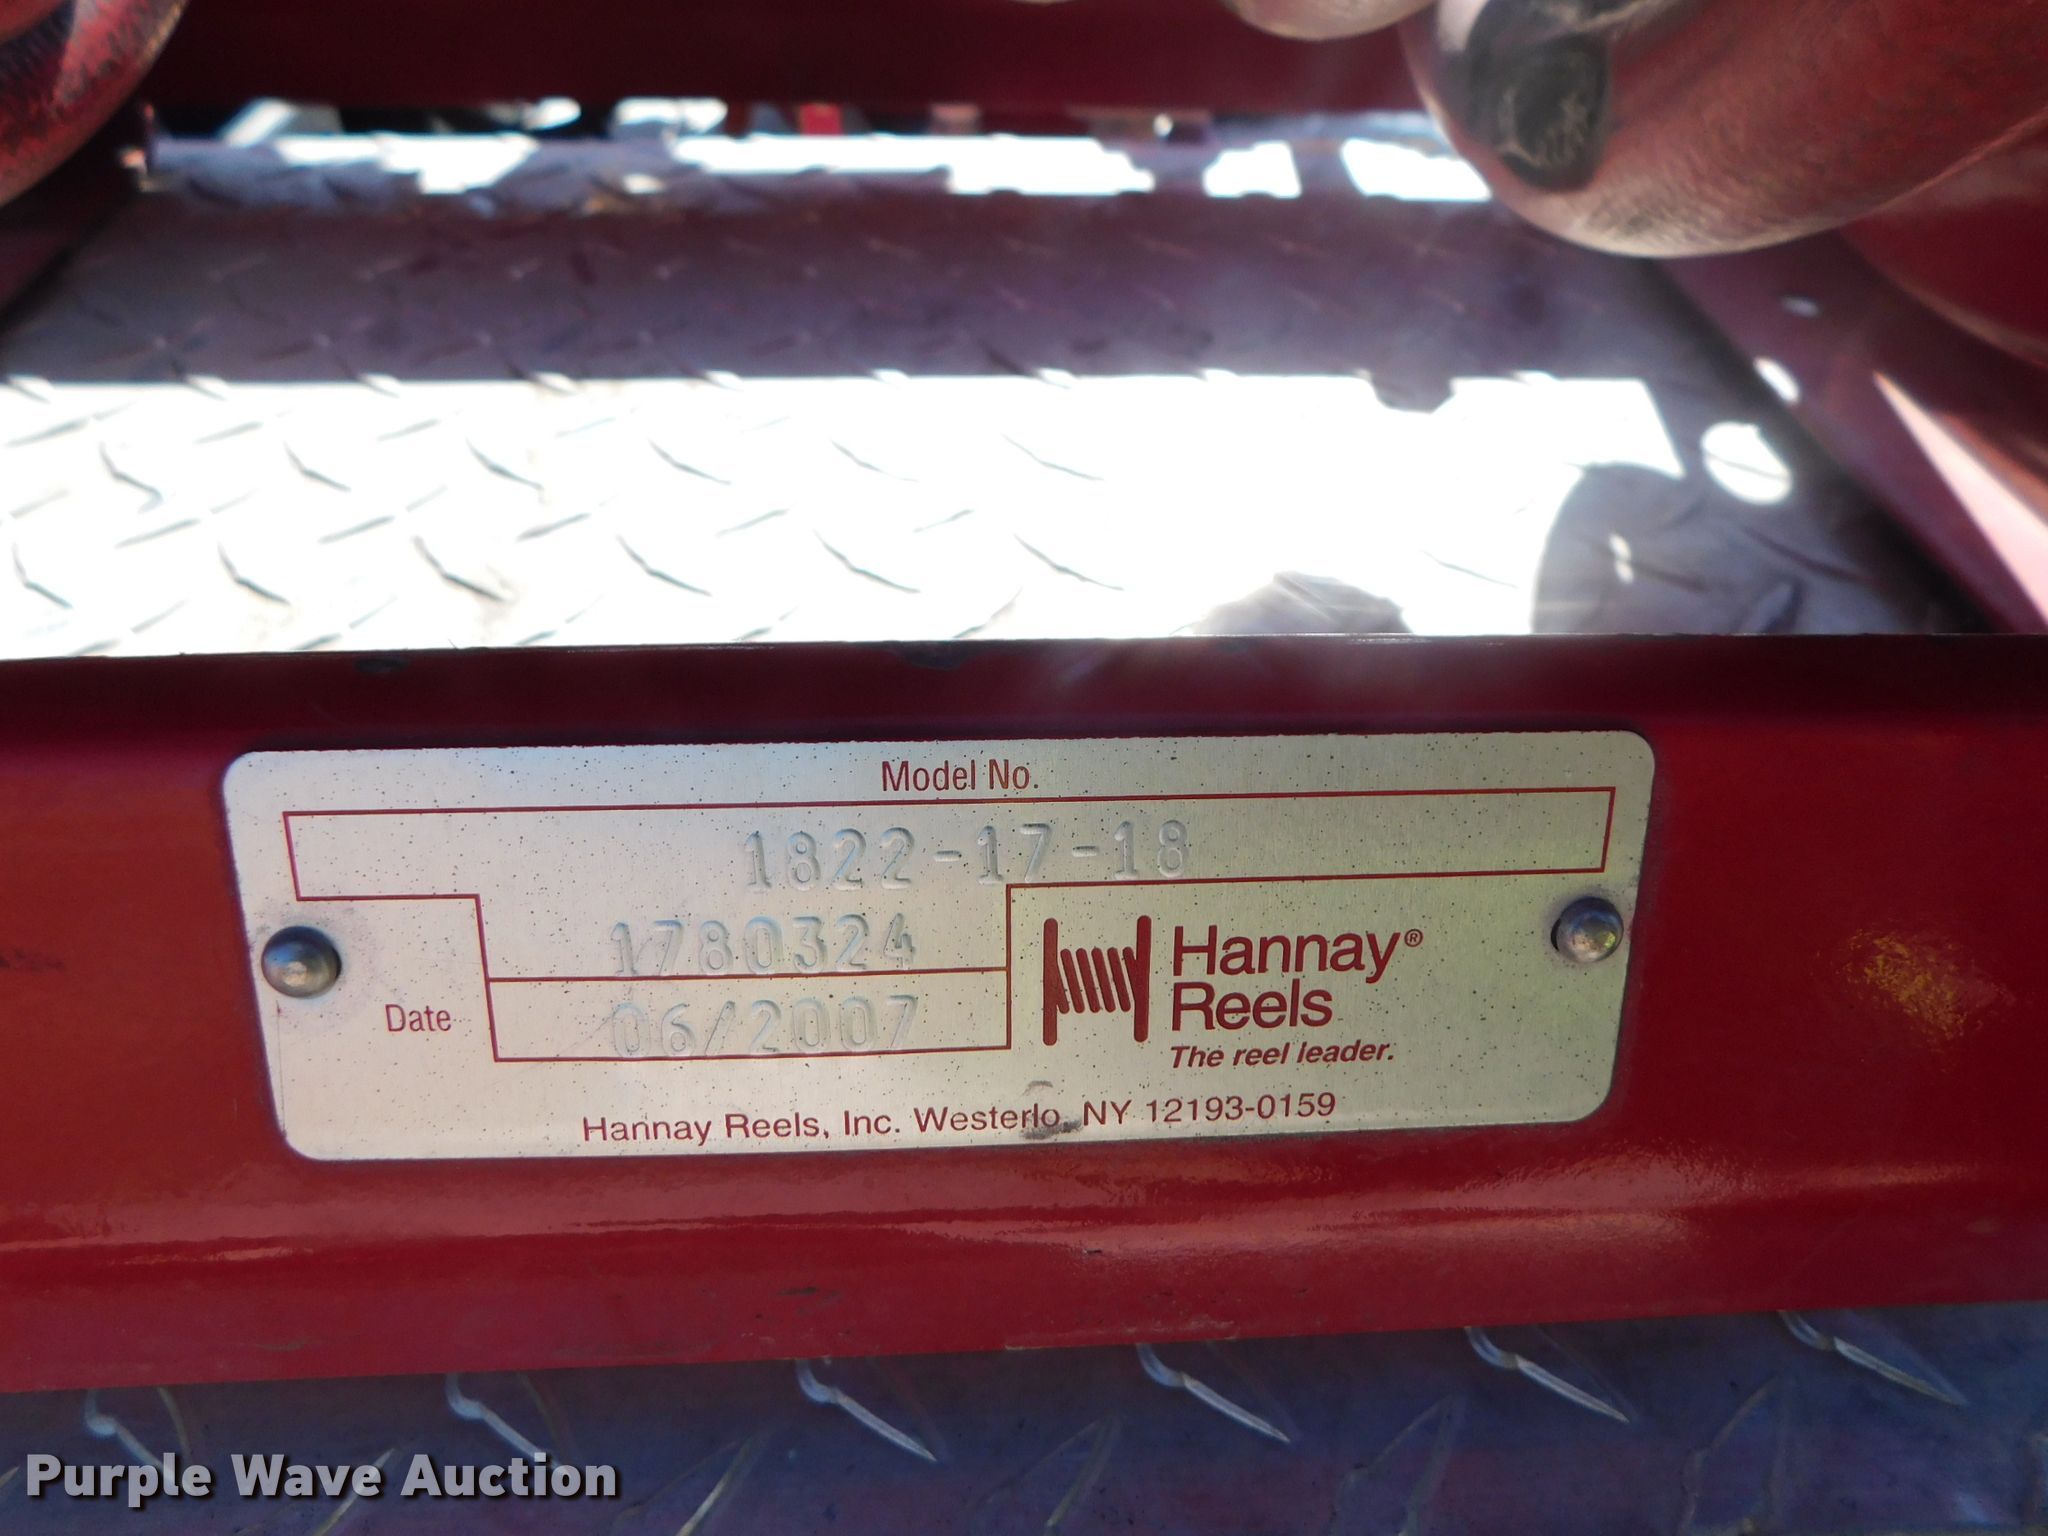 Model No.
1822-17-18
1780324
Date 06/2007
Hannay®
Reels
The reel leader.
Hannay Reels, Inc. Westerlo, NY 12193-0159
Purple Wave Auction